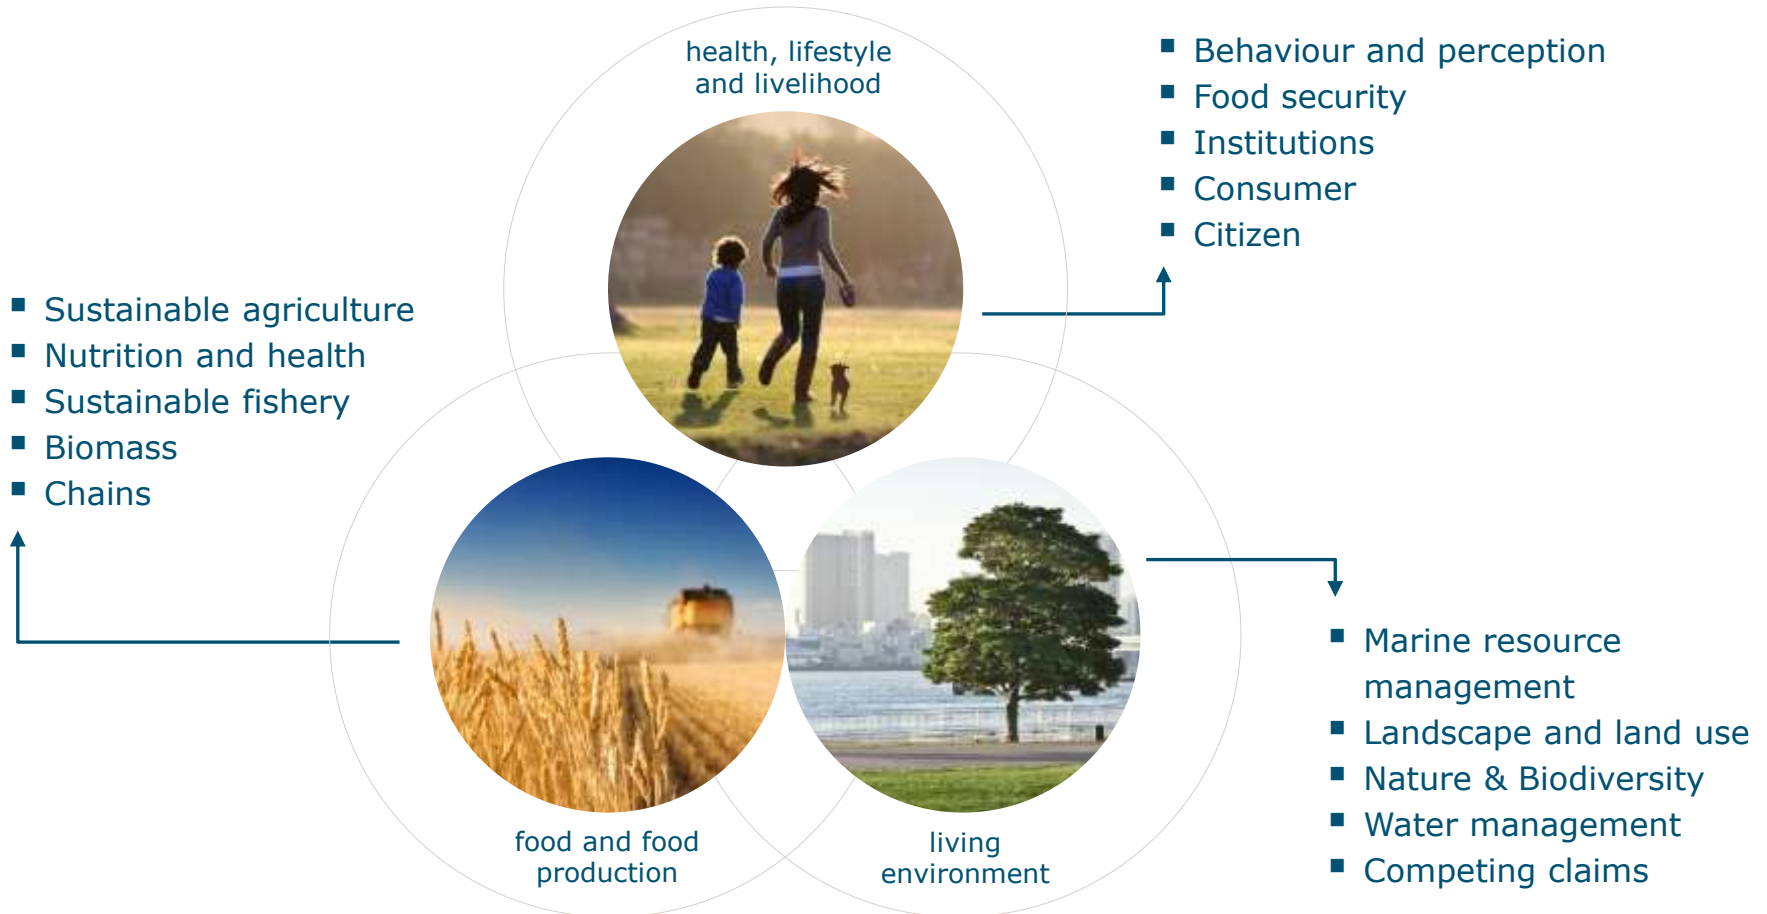 health, lifestyle
and livelihood
▪ Behaviour and perception
▪ Food security
▪ Institutions
▪ Consumer
▪ Citizen
▪ Sustainable agriculture
▪ Nutrition and health
▪ Sustainable fishery
▪ Biomass
▪ Chains
food and food
production
living
environment
▪ Marine resource
management
▪ Landscape and land use
▪ Nature & Biodiversity
▪ Water management
▪ Competing claims